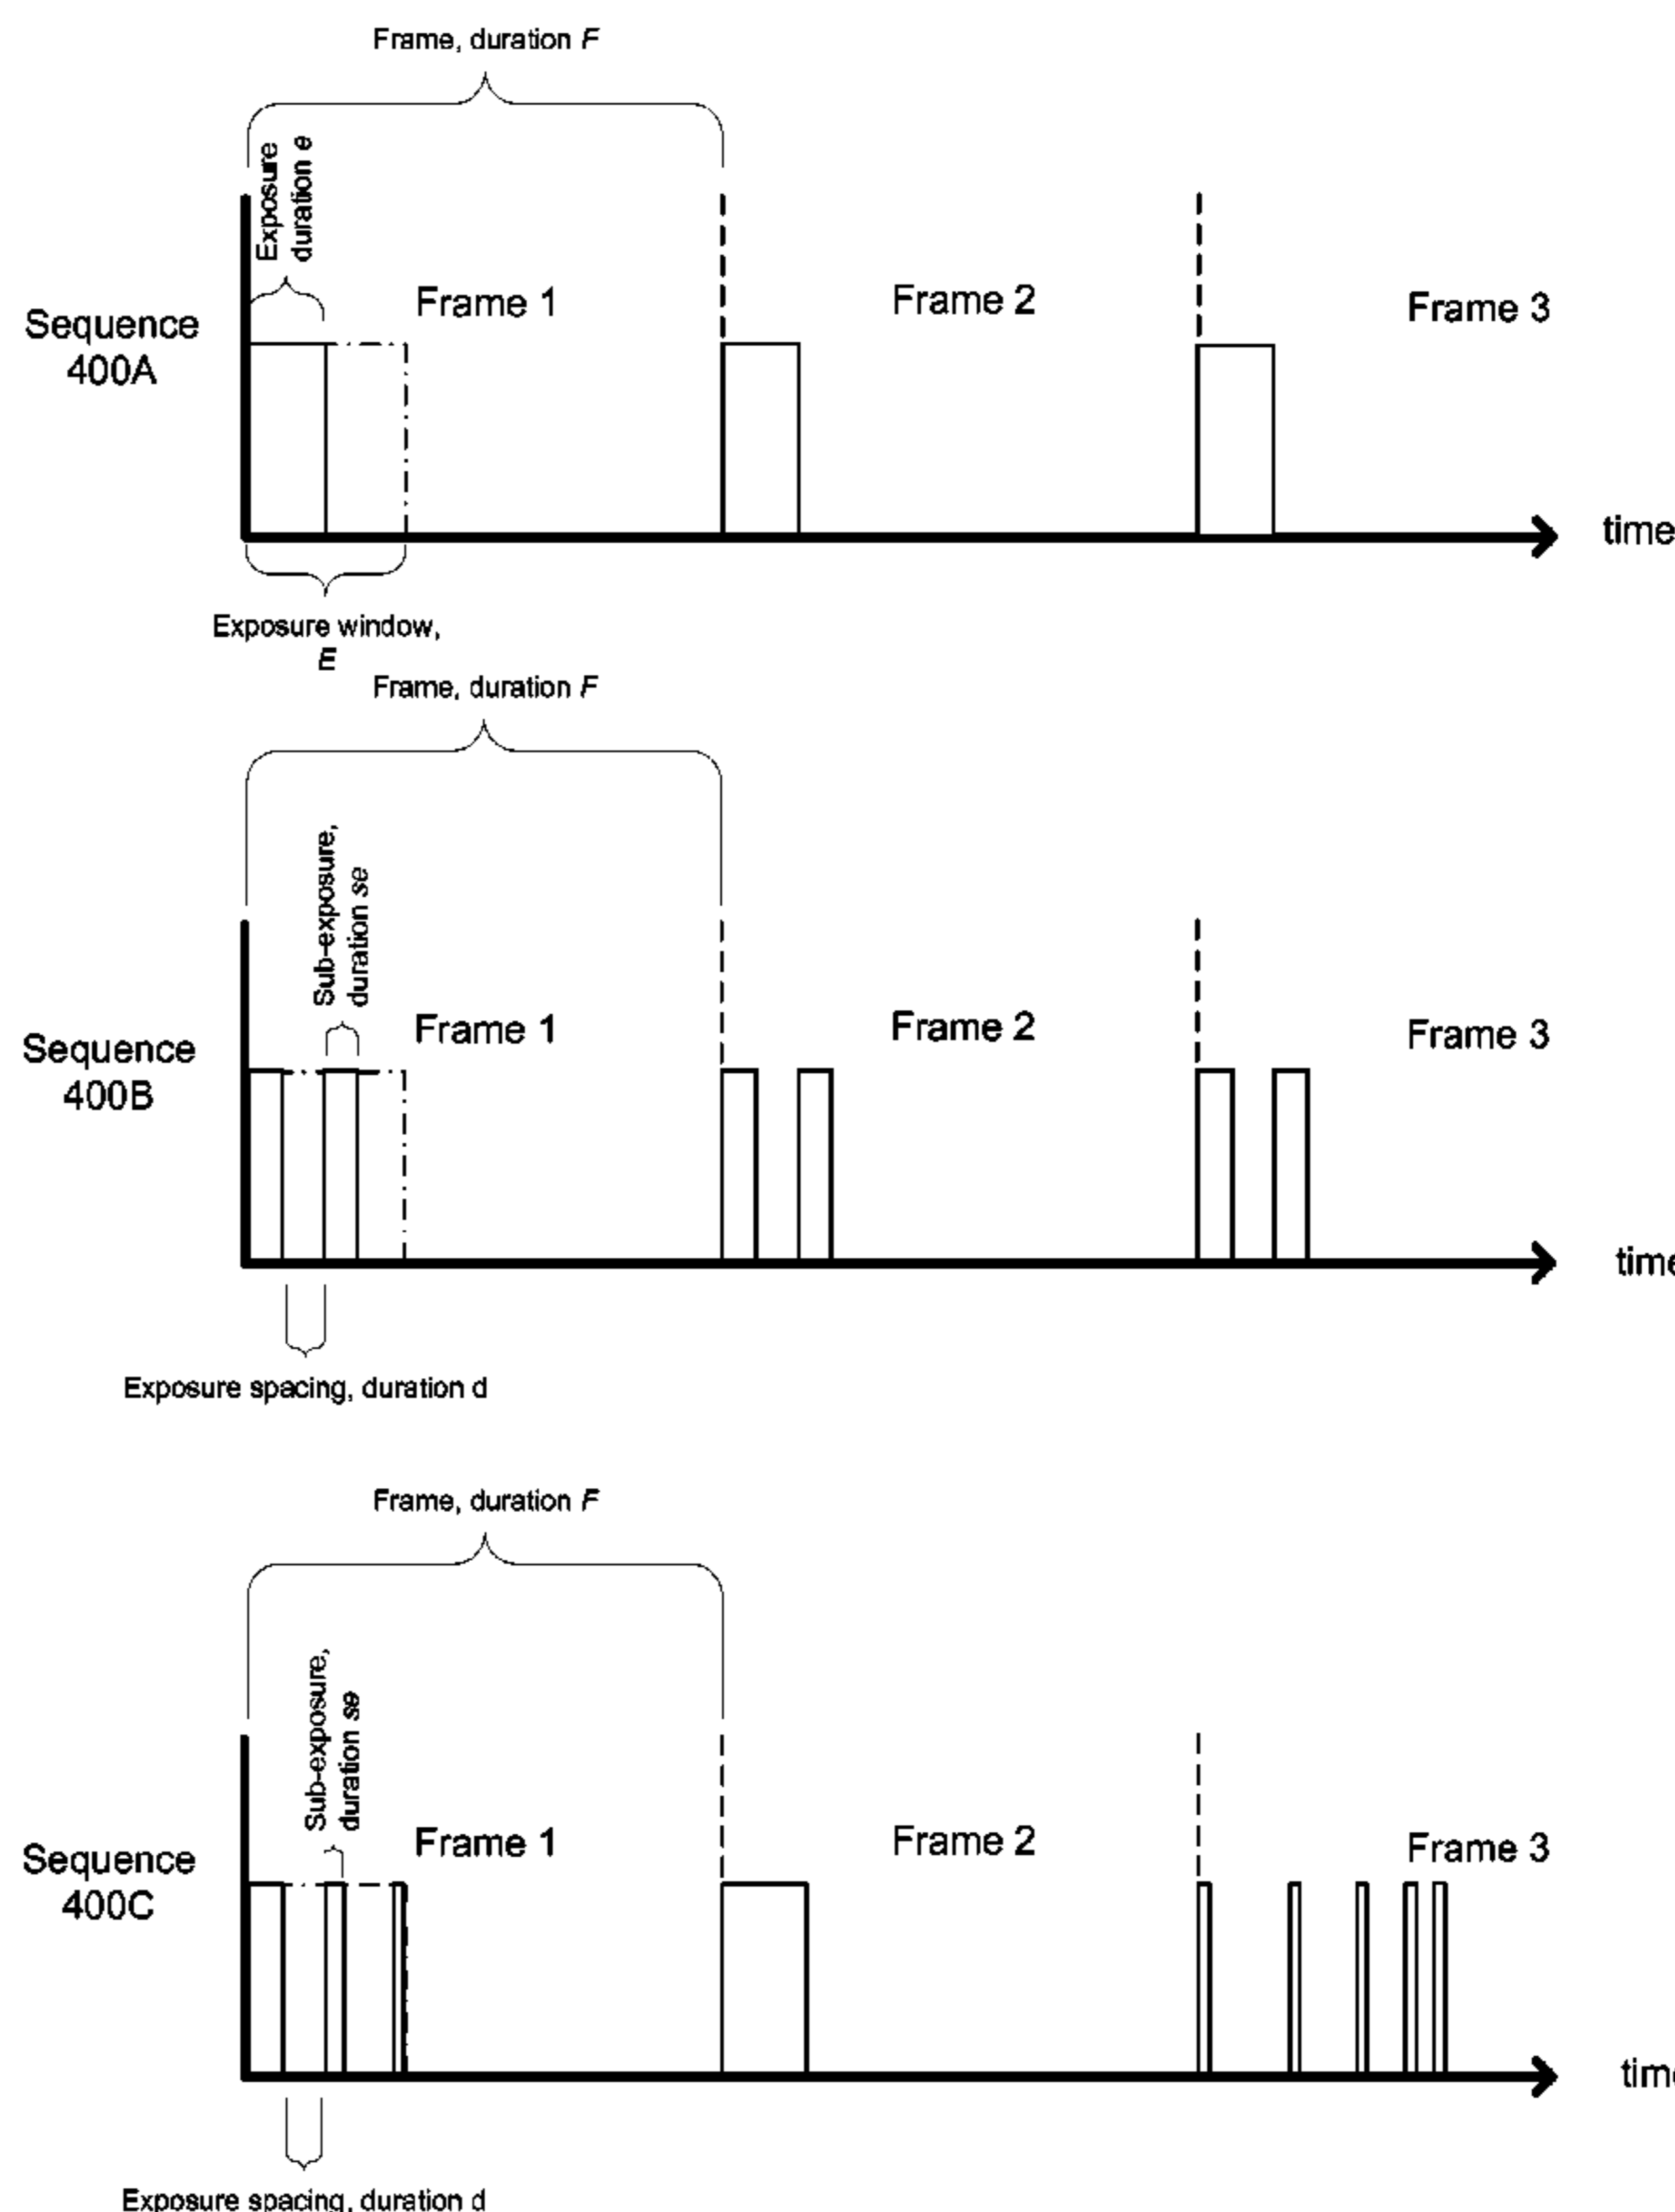 Frame, duration F
Exposure
duration e
Frame 1
Frame 2
Frame 3
Sequence
400A
time
Exposure window,
E
Frame, duration F
Sub-exposure,
duration se
Frame 1
Frame 2
Frame 3
Sequence
400B
time
Exposure spacing, duration d
Frame, duration F
Sub-exposure,
duration se
Frame 1
Frame 2
Frame 3
Sequence
400C
time
Exposure spacing, duration d